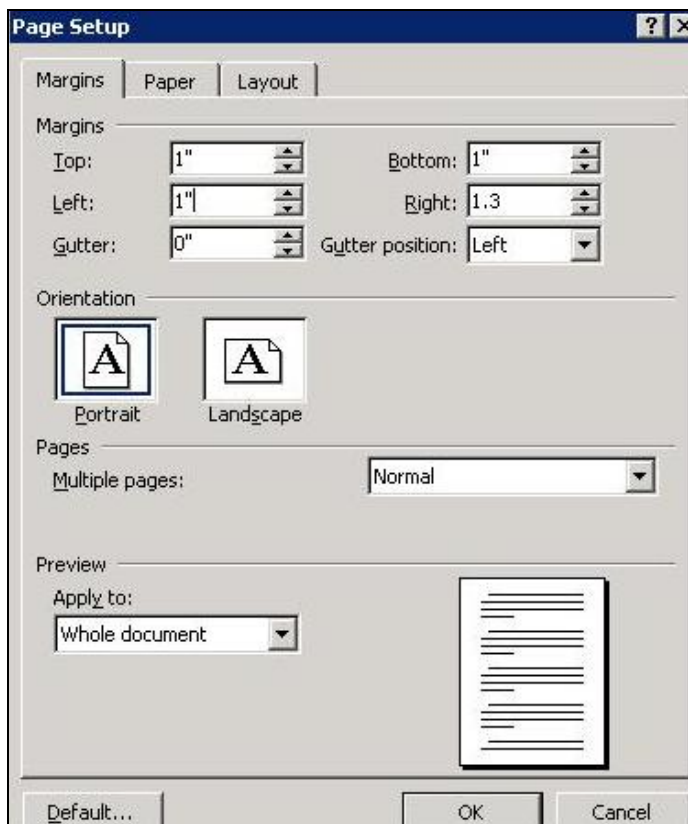 Page Setup
Margins Paper Layout
Margins
Top: 1" Bottom: 1"
Left: 1" Right: 1.3
Gutter: 0" Gutter position: Left
Orientation
A A
Portrait Landscape
Pages
Multiple pages: Normal
Preview
Apply to:
Whole document
Default... OK Cancel